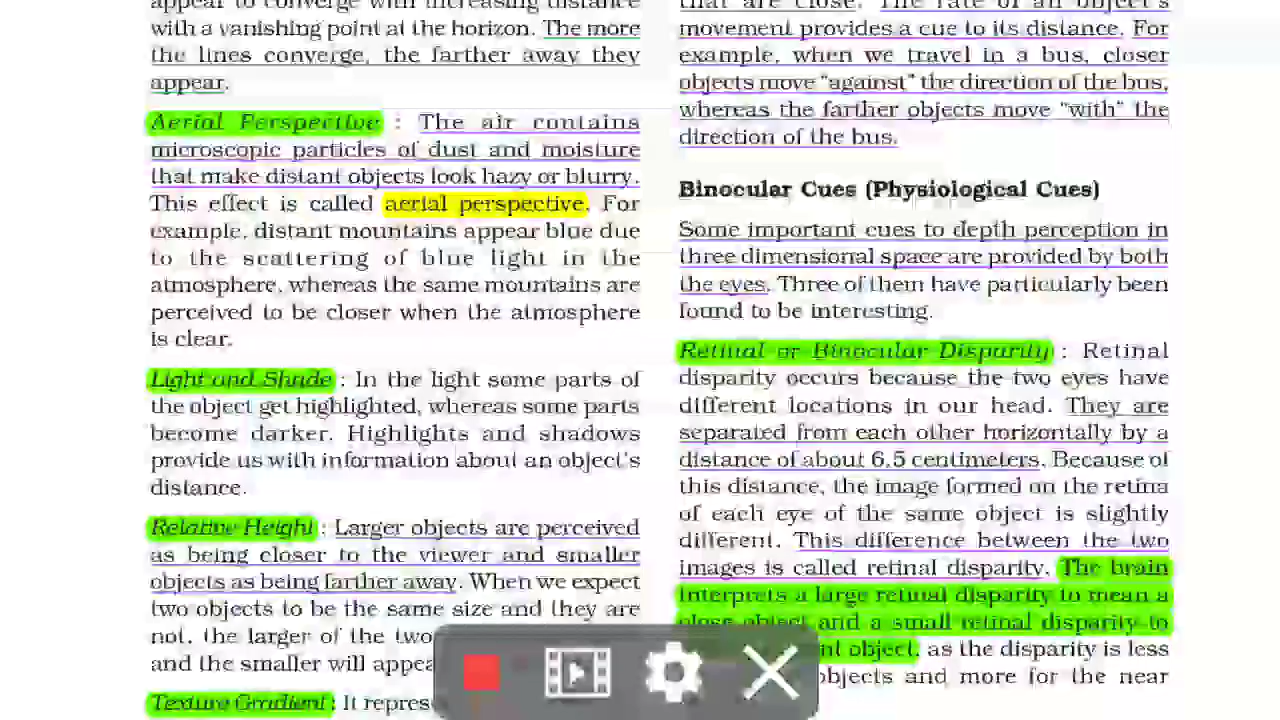 appear to converge with increasing distance
with a vanishing point at the horizon. The more
the lines converge, the farther away they
appear.
Aerial Perspective : The air contains
microscopic particles of dust and moisture
that make distant objects look hazy or blurry.
This effect is called aerial perspective. For
example, distant mountains appear blue due
to the scattering of blue light in the
atmosphere, whereas the same mountains are
perceived to be closer when the atmosphere
is clear.
Light and Shade : In the light some parts of
the object get highlighted, whereas some parts
become darker. Highlights and shadows
provide us with information about an object's
distance.
Relative Height : Larger objects are perceived
as being closer to the viewer and smaller
objects as being farther away. When we expect
two objects to be the same size and they are
not, the larger of the two
and the smaller will appea
Texture Gradient : It repres
that are close. The rate of an object's
movement provides a cue to its distance. For
example, when we travel in a bus, closer
objects move "against" the direction of the bus,
whereas the farther objects move "with" the
direction of the bus.
Binocular Cues (Physiological Cues)
Some important cues to depth perception in
three dimensional space are provided by both
the eyes. Three of them have particularly been
found to be interesting.
Retinal or Binocular Disparity : Retinal
disparity occurs because the two eyes have
different locations in our head. They are
separated from each other horizontally by a
distance of about 6.5 centimeters. Because of
this distance, the image formed on the retina
of each eye of the same object is slightly
different. This difference between the two
images is called retinal disparity. The brain
interprets a large retinal disparity to mean a
close object and a small retinal disparity to
nt object, as the disparity is less
objects and more for the near